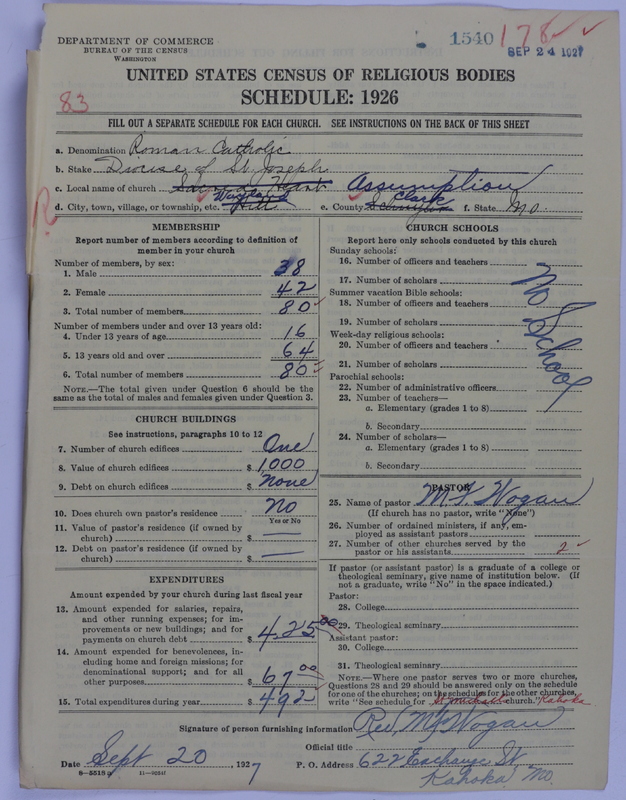 DEPARTMENT OF COMMERCE
BUREAU OF THE CENSUS
WASHINGTON
1540
178
SEP 24 1927
UNITED STATES CENSUS OF RELIGIOUS BODIES
SCHEDULE: 1926
83
FILL OUT A SEPARATE SCHEDULE FOR EACH CHURCH. SEE INSTRUCTIONS ON THE BACK OF THIS SHEET
a. Denomination Roman Catholic
b. Stake Diocese of St Joseph
c. Local name of church Sacred Heart Assumption
d. City, town, village, or township, etc. Hill
e. County Schuyler Clark f. State Mo
MEMBERSHIP
Report number of members according to definition of member in your church
Number of members, by sex:
1. Male 38
2. Female 42
3. Total number of members 80
Number of members under and over 13 years old:
4. Under 13 years of age 16
5. 13 years old and over 64
6. Total number of members 80
NOTE.—The total given under Question 6 should be the same as the total of males and females given under Question 3.
CHURCH BUILDINGS
See instructions, paragraphs 10 to 12
7. Number of church edifices One
8. Value of church edifices $ 1000
9. Debt on church edifices $ None
10. Does church own pastor's residence No
Yes or No
11. Value of pastor's residence (if owned by church) $ —
12. Debt on pastor's residence (if owned by church) $ —
EXPENDITURES
Amount expended by your church during last fiscal year
13. Amount expended for salaries, repairs, and other running expenses; for improvements or new buildings; and for payments on church debt $ 425.00
14. Amount expended for benevolences, including home and foreign missions; for denominational support; and for all other purposes $ 67 00
15. Total expenditures during year $ 492
CHURCH SCHOOLS
Report here only schools conducted by this church
Sunday schools:
16. Number of officers and teachers
17. Number of scholars
Summer vacation Bible schools:
18. Number of officers and teachers
19. Number of scholars
Week-day religious schools:
20. Number of officers and teachers
21. Number of scholars
Parochial schools:
22. Number of administrative officers
23. Number of teachers—
a. Elementary (grades 1 to 8)
b. Secondary
24. Number of scholars—
a. Elementary (grades 1 to 8)
b. Secondary
No School
PASTOR
25. Name of pastor M. F. Wogan
(If church has no pastor, write "None")
26. Number of ordained ministers, if any, employed as assistant pastors
27. Number of other churches served by the pastor or his assistants 2
If pastor (or assistant pastor) is a graduate of a college or theological seminary, give name of institution below. (If not a graduate, write "No" in the space indicated.)
Pastor:
28. College
29. Theological seminary
Assistant pastor:
30. College
31. Theological seminary
NOTE.—Where one pastor serves two or more churches, Questions 28 and 29 should be answered only on the schedule for one of the churches; on the schedules for the other churches, write "See schedule for St Michaels church." Kahoka
Signature of person furnishing information Rev. M F Wogan
Official title
Date Sept 20, 1927 P. O. Address 622 Exchange St
Kahoka Mo.
8—5518a 11—9224f